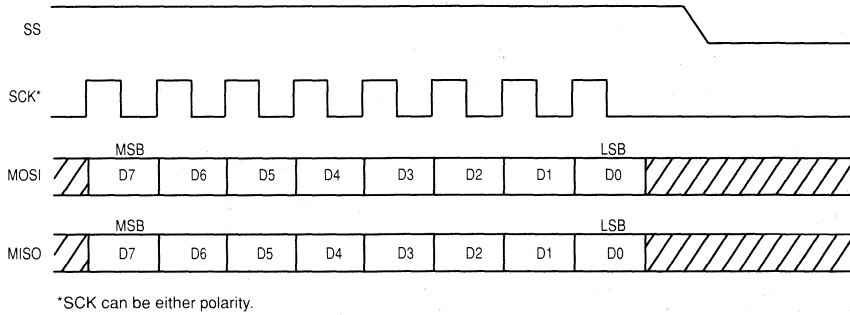 SS
SCK*
MSB LSB
MOSI D7 D6 D5 D4 D3 D2 D1 D0
MSB LSB
MISO D7 D6 D5 D4 D3 D2 D1 D0
*SCK can be either polarity.